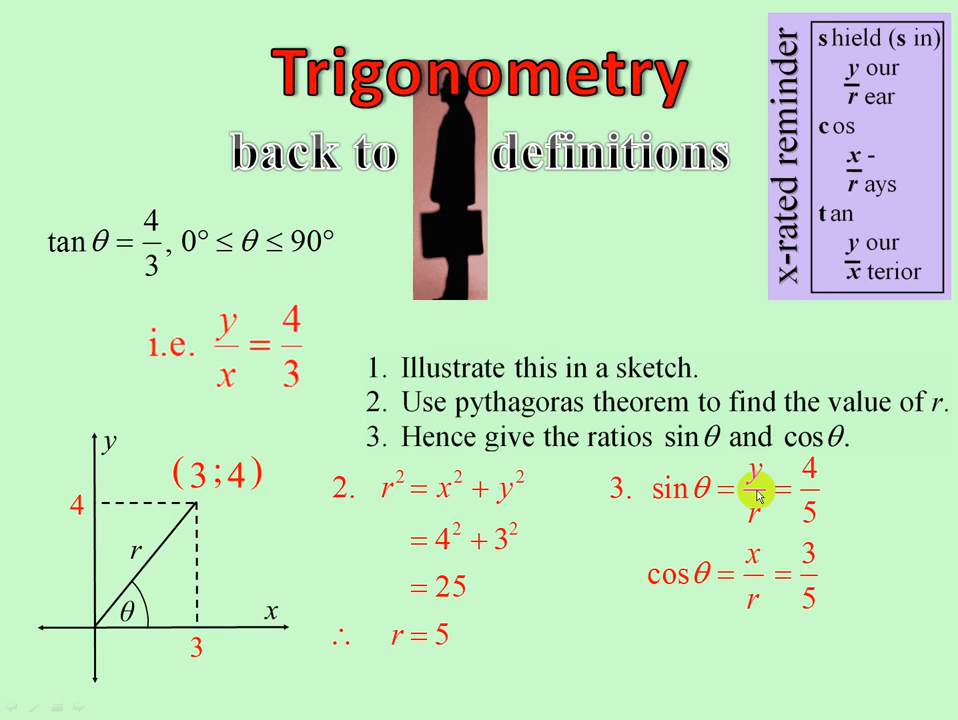 Trigonometry
back to definitions
x-rated reminder
shield (sin)
y our
r ear
cos
x -
r ays
tan
y our
x terior
tan θ = 4/3, 0° ≤ θ ≤ 90°
i.e. y/x = 4/3
1. Illustrate this in a sketch.
2. Use pythagoras theorem to find the value of r.
3. Hence give the ratios sin θ and cos θ.
y
(3;4)
4
r
θ
x
3
2. r² = x² + y²
= 4² + 3²
= 25
∴ r = 5
3. sin θ = y/r = 4/5
cos θ = x/r = 3/5